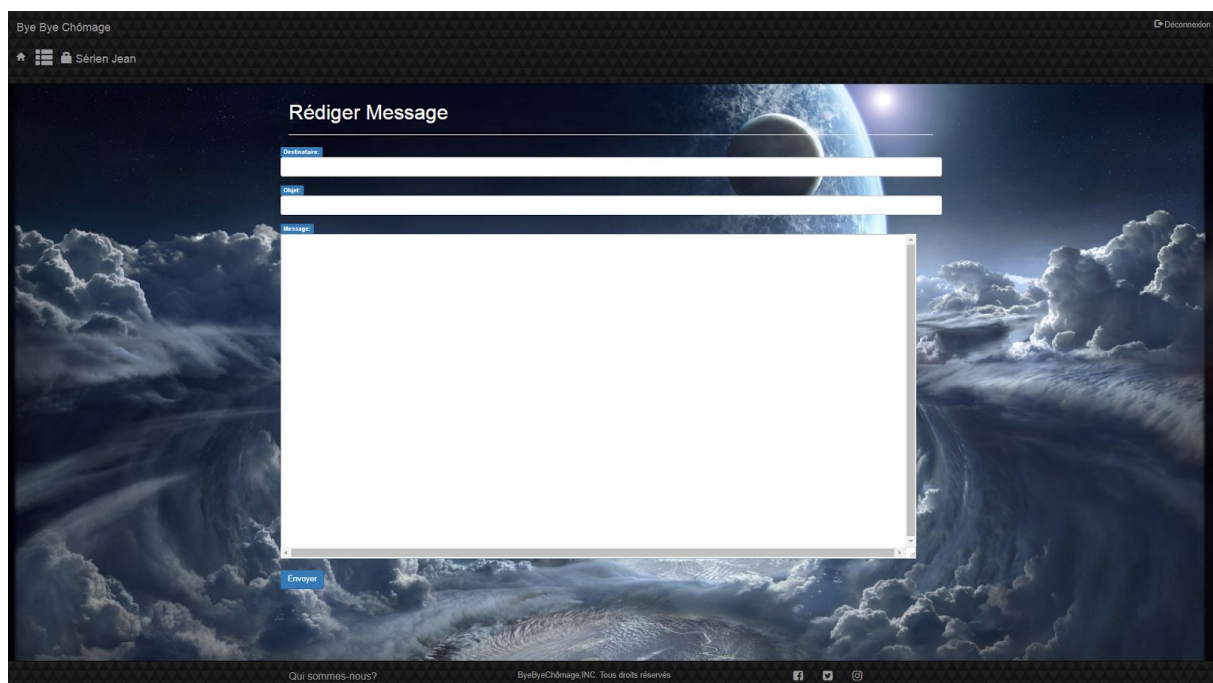 Bye Bye Chômage
Déconnexion
Sérien Jean
Rédiger Message
Destinataire:
Objet:
Message:
Envoyer
Qui sommes-nous?
ByeByeChômage,INC. Tous droits réservés